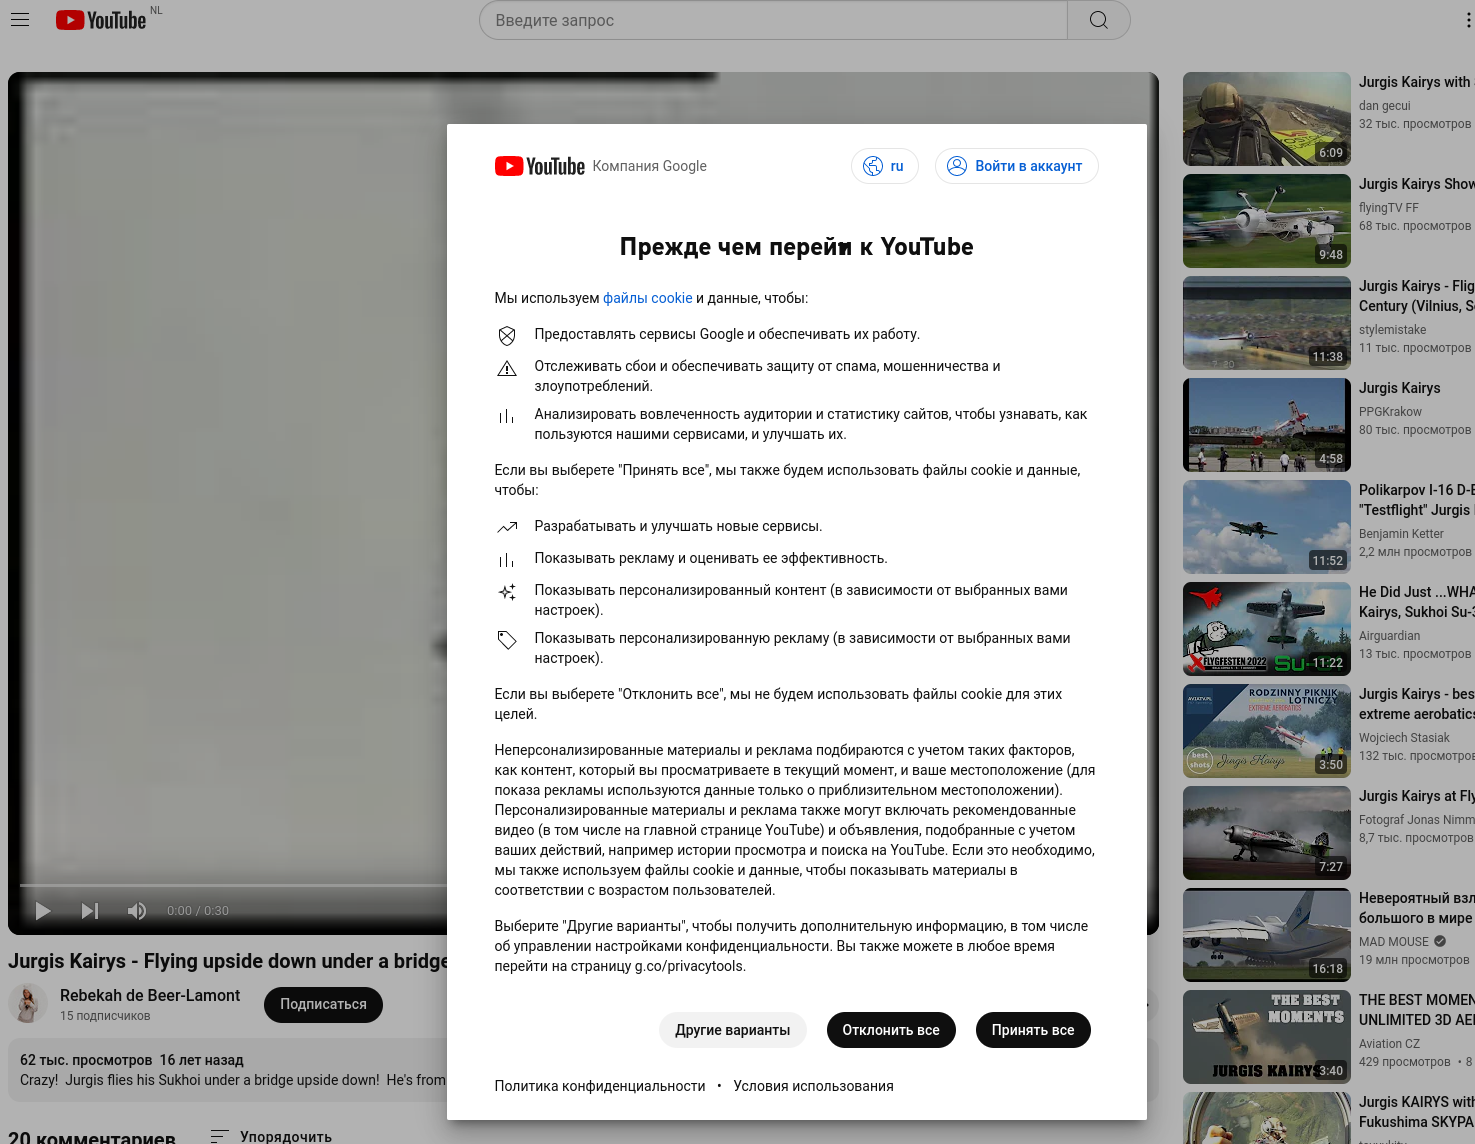 YouTube NL
Введите запрос
YouTube Компания Google
ru
Войти в аккаунт
Прежде чем перейти к YouTube
Мы используем файлы cookie и данные, чтобы:
Предоставлять сервисы Google и обеспечивать их работу.
Отслеживать сбои и обеспечивать защиту от спама, мошенничества и
злоупотреблений.
Анализировать вовлеченность аудитории и статистику сайтов, чтобы узнавать, как
пользуются нашими сервисами, и улучшать их.
Если вы выберете "Принять все", мы также будем использовать файлы cookie и данные,
чтобы:
Разрабатывать и улучшать новые сервисы.
Показывать рекламу и оценивать ее эффективность.
Показывать персонализированный контент (в зависимости от выбранных вами
настроек).
Показывать персонализированную рекламу (в зависимости от выбранных вами
настроек).
Если вы выберете "Отклонить все", мы не будем использовать файлы cookie для этих
целей.
Неперсонализированные материалы и реклама подбираются с учетом таких факторов,
как контент, который вы просматриваете в текущий момент, и ваше местоположение (для
показа рекламы используются данные только о приблизительном местоположении).
Персонализированные материалы и реклама также могут включать рекомендованные
видео (в том числе на главной странице YouTube) и объявления, подобранные с учетом
ваших действий, например истории просмотра и поиска на YouTube. Если это необходимо,
мы также используем файлы cookie и данные, чтобы показывать материалы в
соответствии с возрастом пользователей.
Выберите "Другие варианты", чтобы получить дополнительную информацию, в том числе
об управлении настройками конфиденциальности. Вы также можете в любое время
перейти на страницу g.co/privacytools.
Другие варианты
Отклонить все
Принять все
Политика конфиденциальности • Условия использования
0:00 / 0:30
Jurgis Kairys - Flying upside down under a bridge
Rebekah de Beer-Lamont
15 подписчиков
Подписаться
62 тыс. просмотров 16 лет назад
Crazy! Jurgis flies his Sukhoi under a bridge upside down! He's from
20 комментариев
Упорядочить
6:09
Jurgis Kairys with
dan gecui
32 тыс. просмотров
9:48
Jurgis Kairys Show
flyingTV FF
68 тыс. просмотров
11:38
Jurgis Kairys - Flig
Century (Vilnius, S
stylemistake
11 тыс. просмотров
4:58
Jurgis Kairys
PPGKrakow
80 тыс. просмотров
11:52
Polikarpov I-16 D-E
"Testflight" Jurgis
Benjamin Ketter
2,2 млн просмотров
FLYGFESTEN 2022
11:22
He Did Just ...WHA
Kairys, Sukhoi Su-3
Airguardian
13 тыс. просмотров
RODZINNY PIKNIK
LOTNICZY
EXTREME AEROBATICS
best
shots
Jurgis Kairys
3:50
Jurgis Kairys - bes
extreme aerobatics
Wojciech Stasiak
132 тыс. просмотров
7:27
Jurgis Kairys at Fly
Fotograf Jonas Nimm
8,7 тыс. просмотров
16:18
Невероятный взл
большого в мире
MAD MOUSE
19 млн просмотров
THE BEST
MOMENTS
JURGIS KAIRYS
3:40
THE BEST MOMEN
UNLIMITED 3D AE
Aviation CZ
429 просмотров • 8
Jurgis KAIRYS with
Fukushima SKYPA